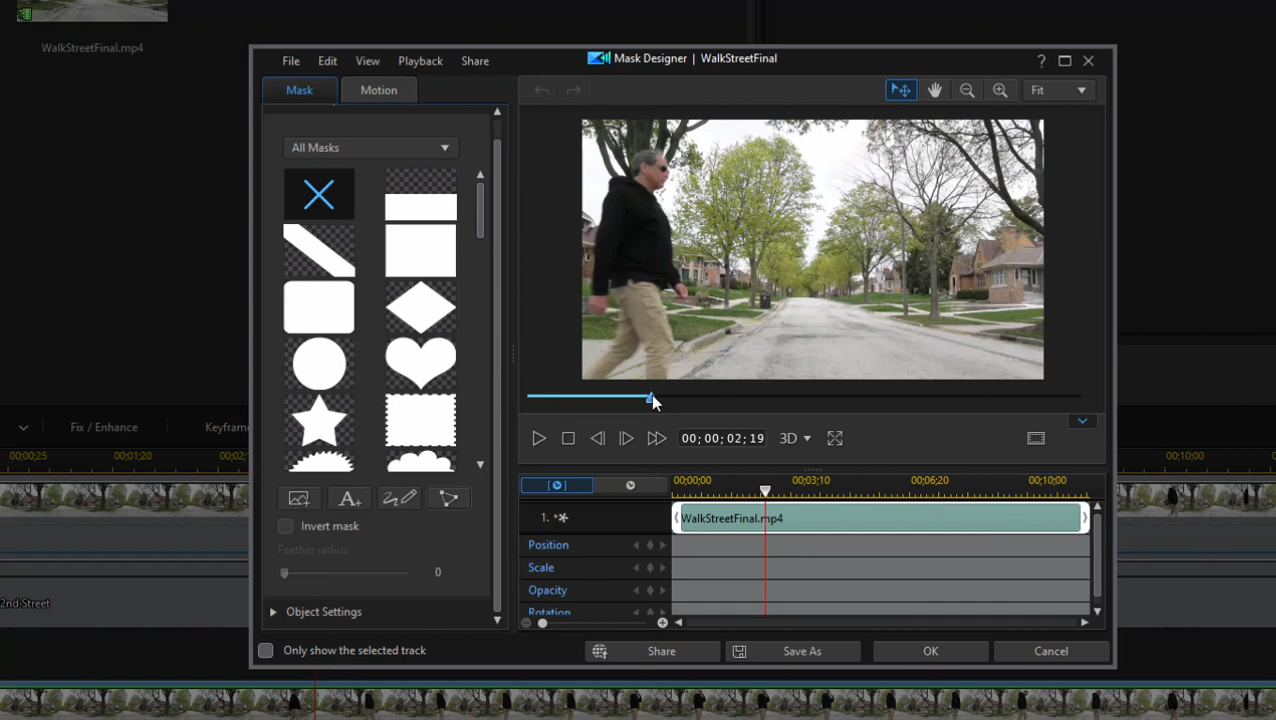 WalkStreetFinal.mp4
File Edit View Playback Share
Mask Designer | WalkStreetFinal
?
Mask Motion
Fit
All Masks
Fix / Enhance
Keyframe
00;00;02;19
3D
00;00;25
00;01;20
00;02;1
00;00;00
00;03;10
00;06;20
00;10;00
00;10;00
1.
WalkStreetFinal.mp4
Invert mask
Feather radius
0
Position
Scale
Opacity
Rotation
2nd Street
Object Settings
Only show the selected track
Share
Save As
OK
Cancel